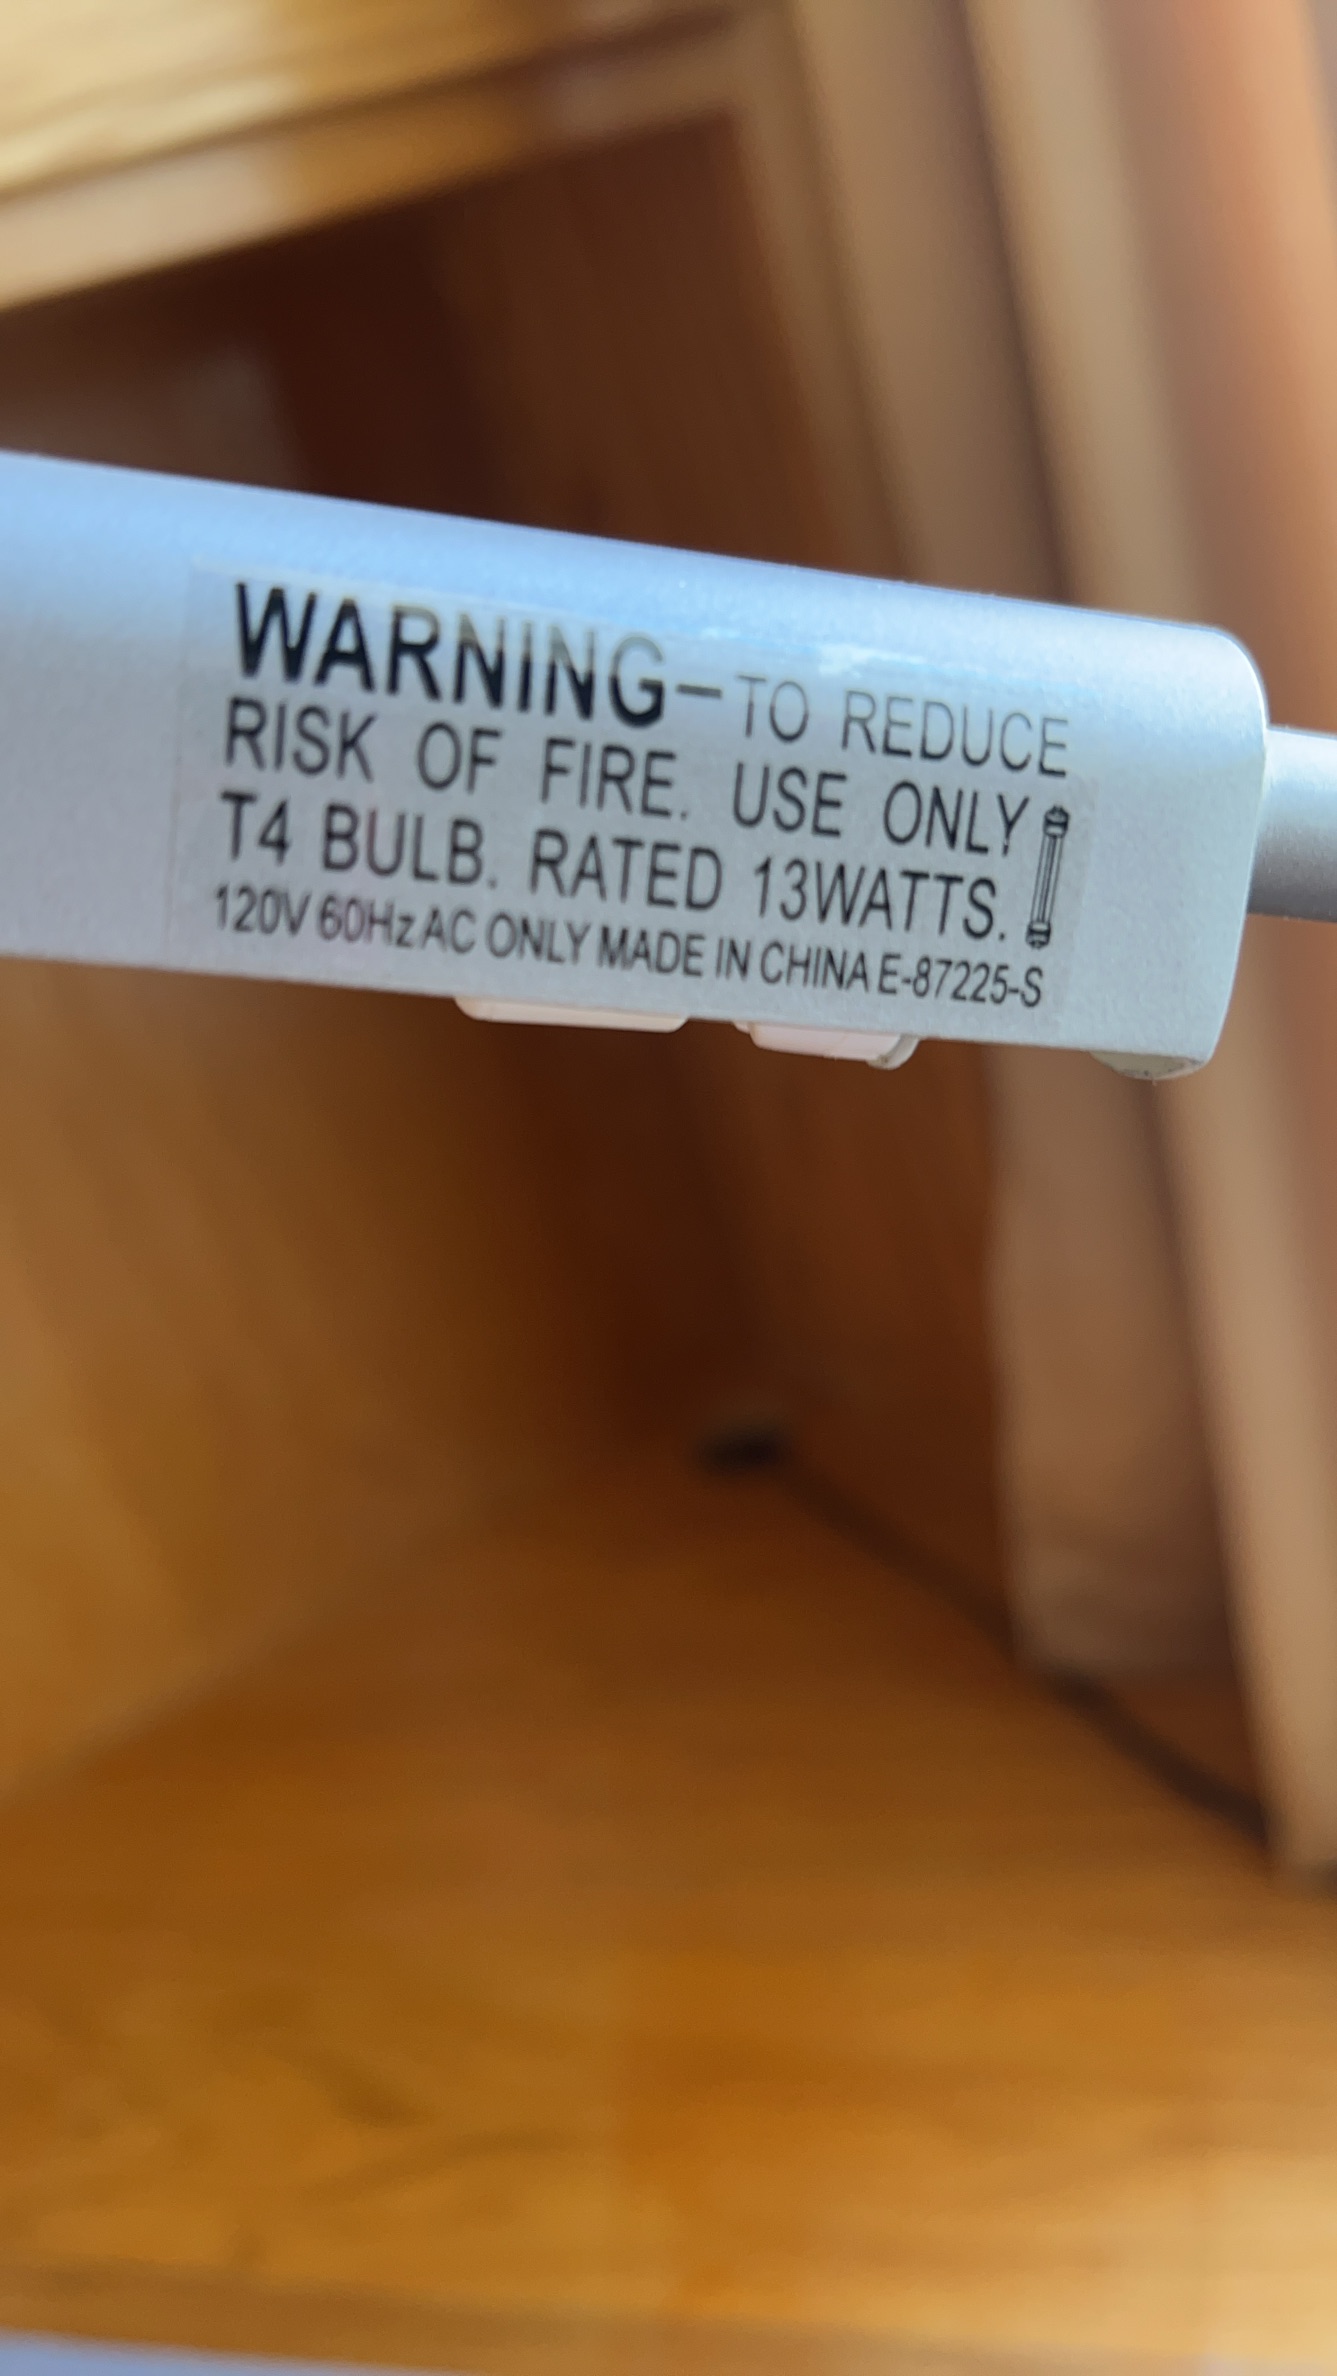 WARNING–TO REDUCE
RISK OF FIRE. USE ONLY
T4 BULB. RATED 13WATTS.
120V 60Hz AC ONLY MADE IN CHINA E-87225-S